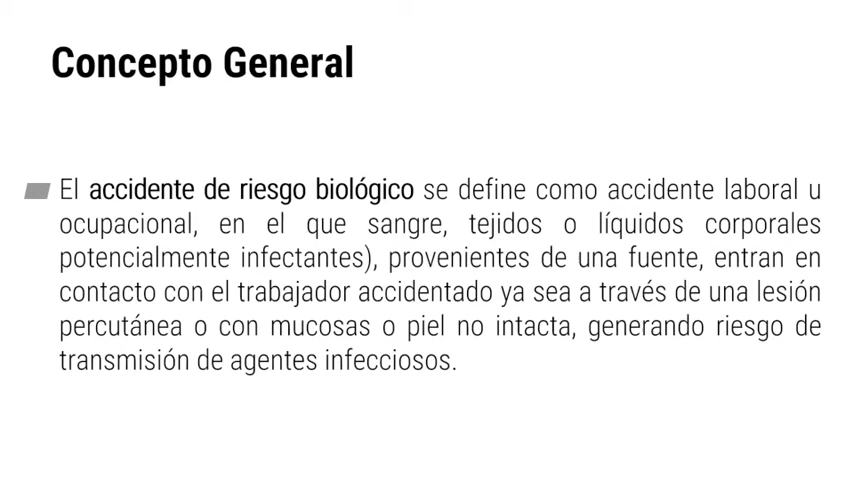 Concepto General
El accidente de riesgo biológico se define como accidente laboral u
ocupacional, en el que sangre, tejidos o líquidos corporales
potencialmente infectantes), provenientes de una fuente, entran en
contacto con el trabajador accidentado ya sea a través de una lesión
percutánea o con mucosas o piel no intacta, generando riesgo de
transmisión de agentes infecciosos.